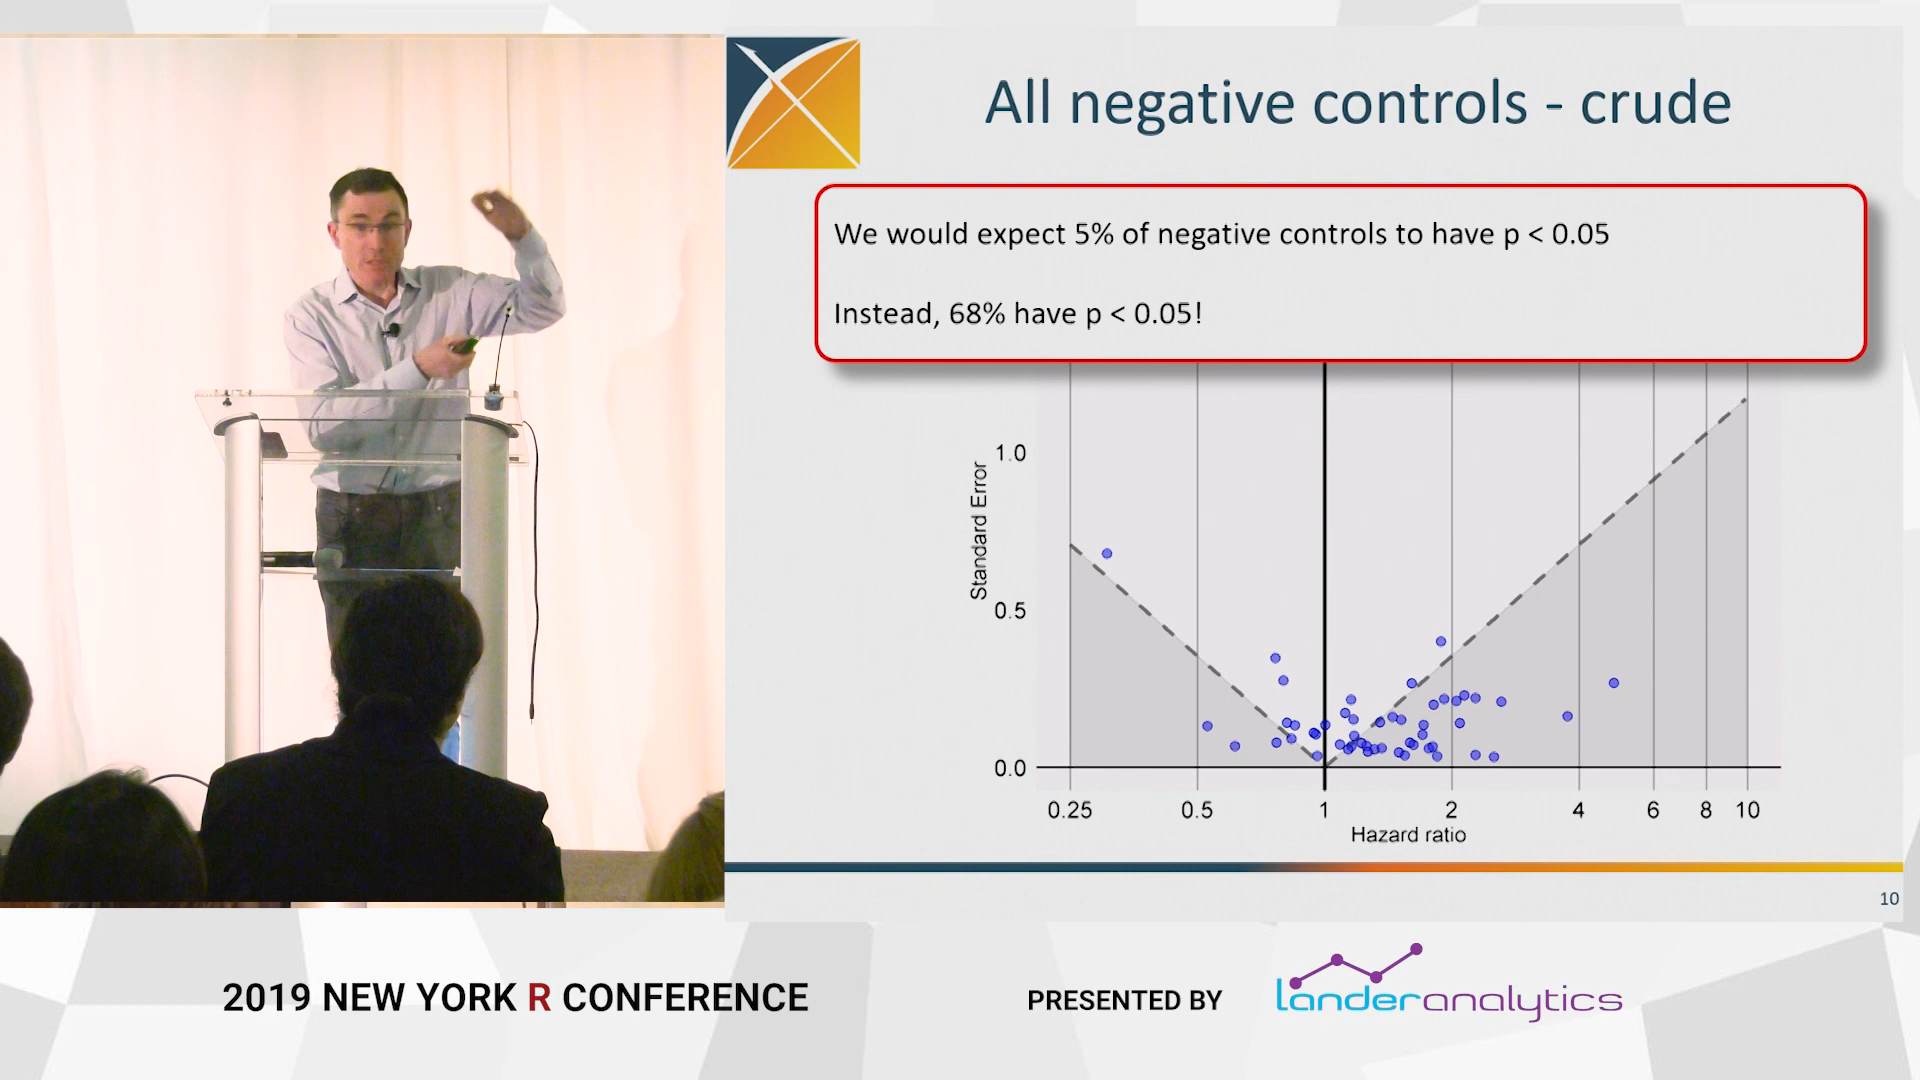 All negative controls - crude
We would expect 5% of negative controls to have p < 0.05
Instead, 68% have p < 0.05!
1.0
0.5
0.0
Standard Error
0.25 0.5 1 2 4 6 8 10
Hazard ratio
10
2019 NEW YORK R CONFERENCE
PRESENTED BY
landeranalytics